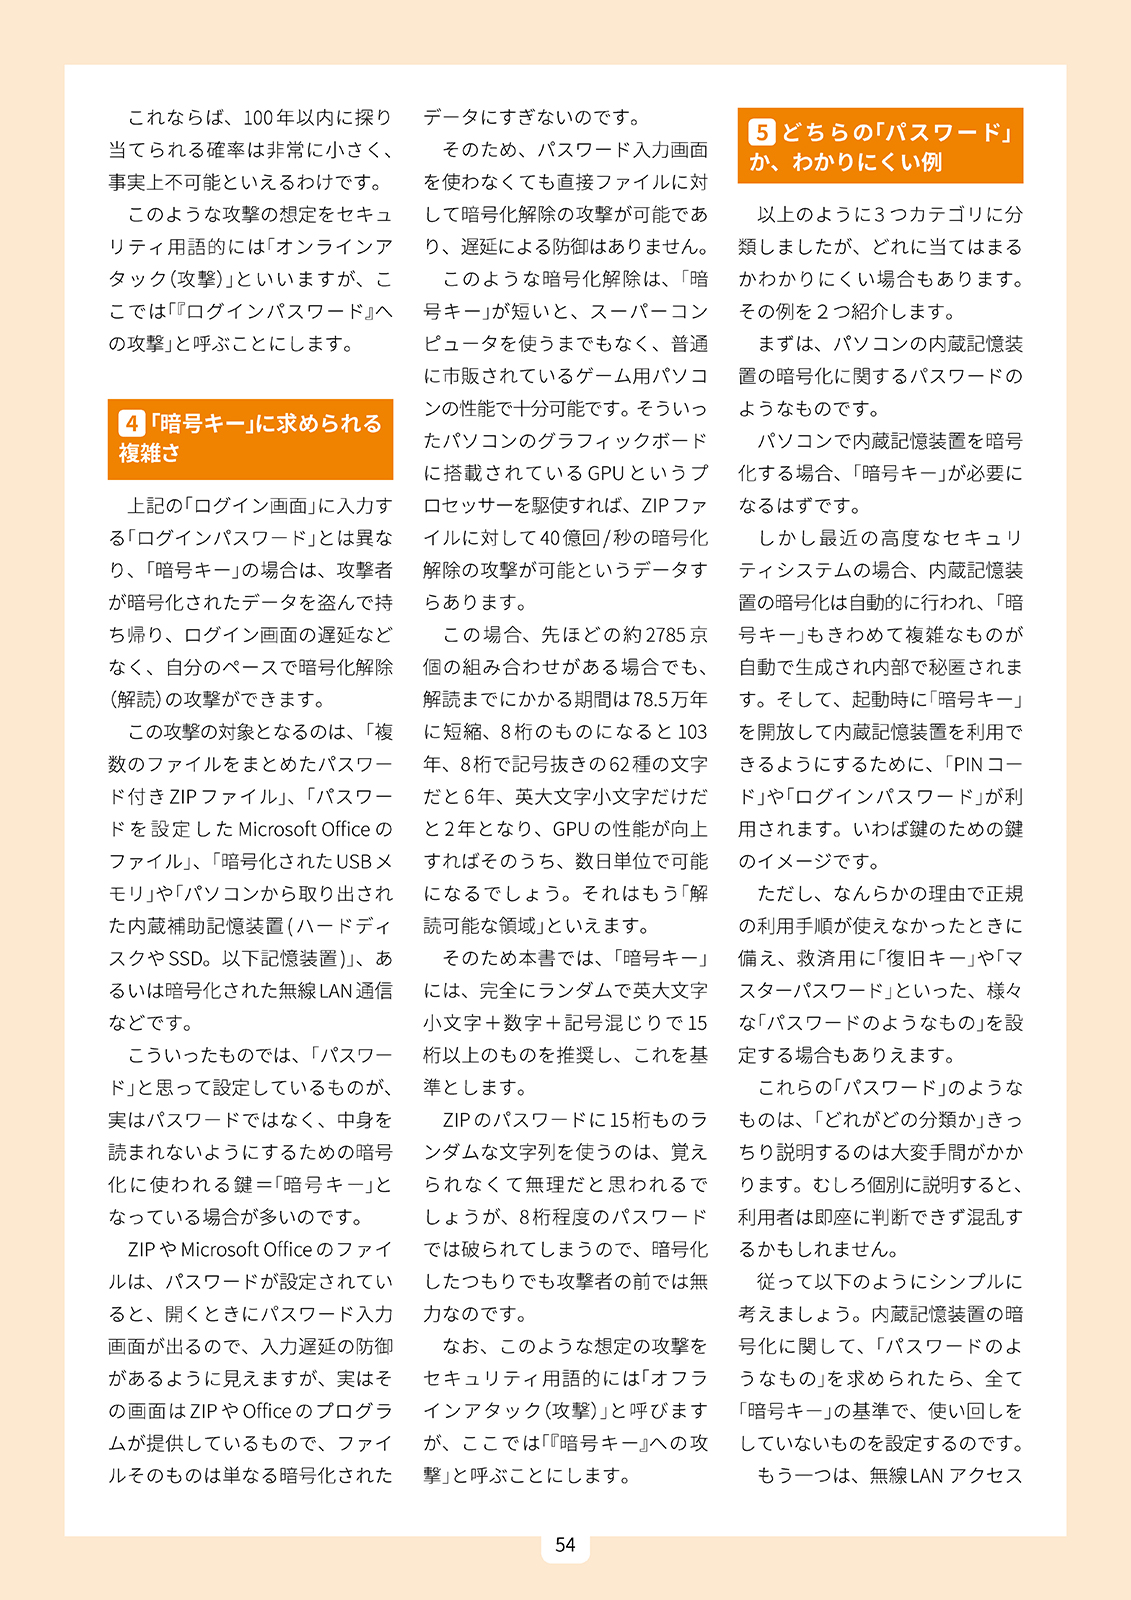 これならば、100年以内に探り
当てられる確率は非常に小さく、
事実上不可能といえるわけです。
このような攻撃の想定をセキュ
リティ用語的には「オンラインア
タック（攻撃）」といいますが、こ
こでは「『ログインパスワード』へ
の攻撃」と呼ぶことにします。
4 「暗号キー」に求められる
複雑さ
上記の「ログイン画面」に入力す
る「ログインパスワード」とは異な
り、「暗号キー」の場合は、攻撃者
が暗号化されたデータを盗んで持
ち帰り、ログイン画面の遅延など
なく、自分のペースで暗号化解除
（解読）の攻撃ができます。
この攻撃の対象となるのは、「複
数のファイルをまとめたパスワー
ド付きZIPファイル」、「パスワー
ドを設定したMicrosoft Officeの
ファイル」、「暗号化されたUSBメ
モリ」や「パソコンから取り出され
た内蔵補助記憶装置(ハードディ
スクやSSD。以下記憶装置)」、あ
るいは暗号化された無線LAN通信
などです。
こういったものでは、「パスワー
ド」と思って設定しているものが、
実はパスワードではなく、中身を
読まれないようにするための暗号
化に使われる鍵＝「暗号キー」と
なっている場合が多いのです。
ZIPやMicrosoft Officeのファイ
ルは、パスワードが設定されてい
ると、開くときにパスワード入力
画面が出るので、入力遅延の防御
があるように見えますが、実はそ
の画面はZIPやOfficeのプログラ
ムが提供しているもので、ファイ
ルそのものは単なる暗号化された
データにすぎないのです。
そのため、パスワード入力画面
を使わなくても直接ファイルに対
して暗号化解除の攻撃が可能であ
り、遅延による防御はありません。
このような暗号化解除は、「暗
号キー」が短いと、スーパーコン
ピュータを使うまでもなく、普通
に市販されているゲーム用パソコ
ンの性能で十分可能です。そういっ
たパソコンのグラフィックボード
に搭載されているGPUというプ
ロセッサーを駆使すれば、ZIPファ
イルに対して40億回/秒の暗号化
解除の攻撃が可能というデータす
らあります。
この場合、先ほどの約2785京
個の組み合わせがある場合でも、
解読までにかかる期間は78.5万年
に短縮、8桁のものになると103
年、8桁で記号抜きの62種の文字
だと6年、英大文字小文字だけだ
と2年となり、GPUの性能が向上
すればそのうち、数日単位で可能
になるでしょう。それはもう「解
読可能な領域」といえます。
そのため本書では、「暗号キー」
には、完全にランダムで英大文字
小文字＋数字＋記号混じりで15
桁以上のものを推奨し、これを基
準とします。
ZIPのパスワードに15桁ものラ
ンダムな文字列を使うのは、覚え
られなくて無理だと思われるで
しょうが、8桁程度のパスワード
では破られてしまうので、暗号化
したつもりでも攻撃者の前では無
力なのです。
なお、このような想定の攻撃を
セキュリティ用語的には「オフラ
インアタック（攻撃）」と呼びます
が、ここでは「『暗号キー』への攻
撃」と呼ぶことにします。
5 どちらの「パスワード」
か、わかりにくい例
以上のように３つカテゴリに分
類しましたが、どれに当てはまる
かわかりにくい場合もあります。
その例を２つ紹介します。
まずは、パソコンの内蔵記憶装
置の暗号化に関するパスワードの
ようなものです。
パソコンで内蔵記憶装置を暗号
化する場合、「暗号キー」が必要に
なるはずです。
しかし最近の高度なセキュリ
ティシステムの場合、内蔵記憶装
置の暗号化は自動的に行われ、「暗
号キー」もきわめて複雑なものが
自動で生成され内部で秘匿されま
す。そして、起動時に「暗号キー」
を開放して内蔵記憶装置を利用で
きるようにするために、「PINコー
ド」や「ログインパスワード」が利
用されます。いわば鍵のための鍵
のイメージです。
ただし、なんらかの理由で正規
の利用手順が使えなかったときに
備え、救済用に「復旧キー」や「マ
スターパスワード」といった、様々
な「パスワードのようなもの」を設
定する場合もありえます。
これらの「パスワード」のような
ものは、「どれがどの分類か」きっ
ちり説明するのは大変手間がかか
ります。むしろ個別に説明すると、
利用者は即座に判断できず混乱す
るかもしれません。
従って以下のようにシンプルに
考えましょう。内蔵記憶装置の暗
号化に関して、「パスワードのよ
うなもの」を求められたら、全て
「暗号キー」の基準で、使い回しを
していないものを設定するのです。
もう一つは、無線LANアクセス
54